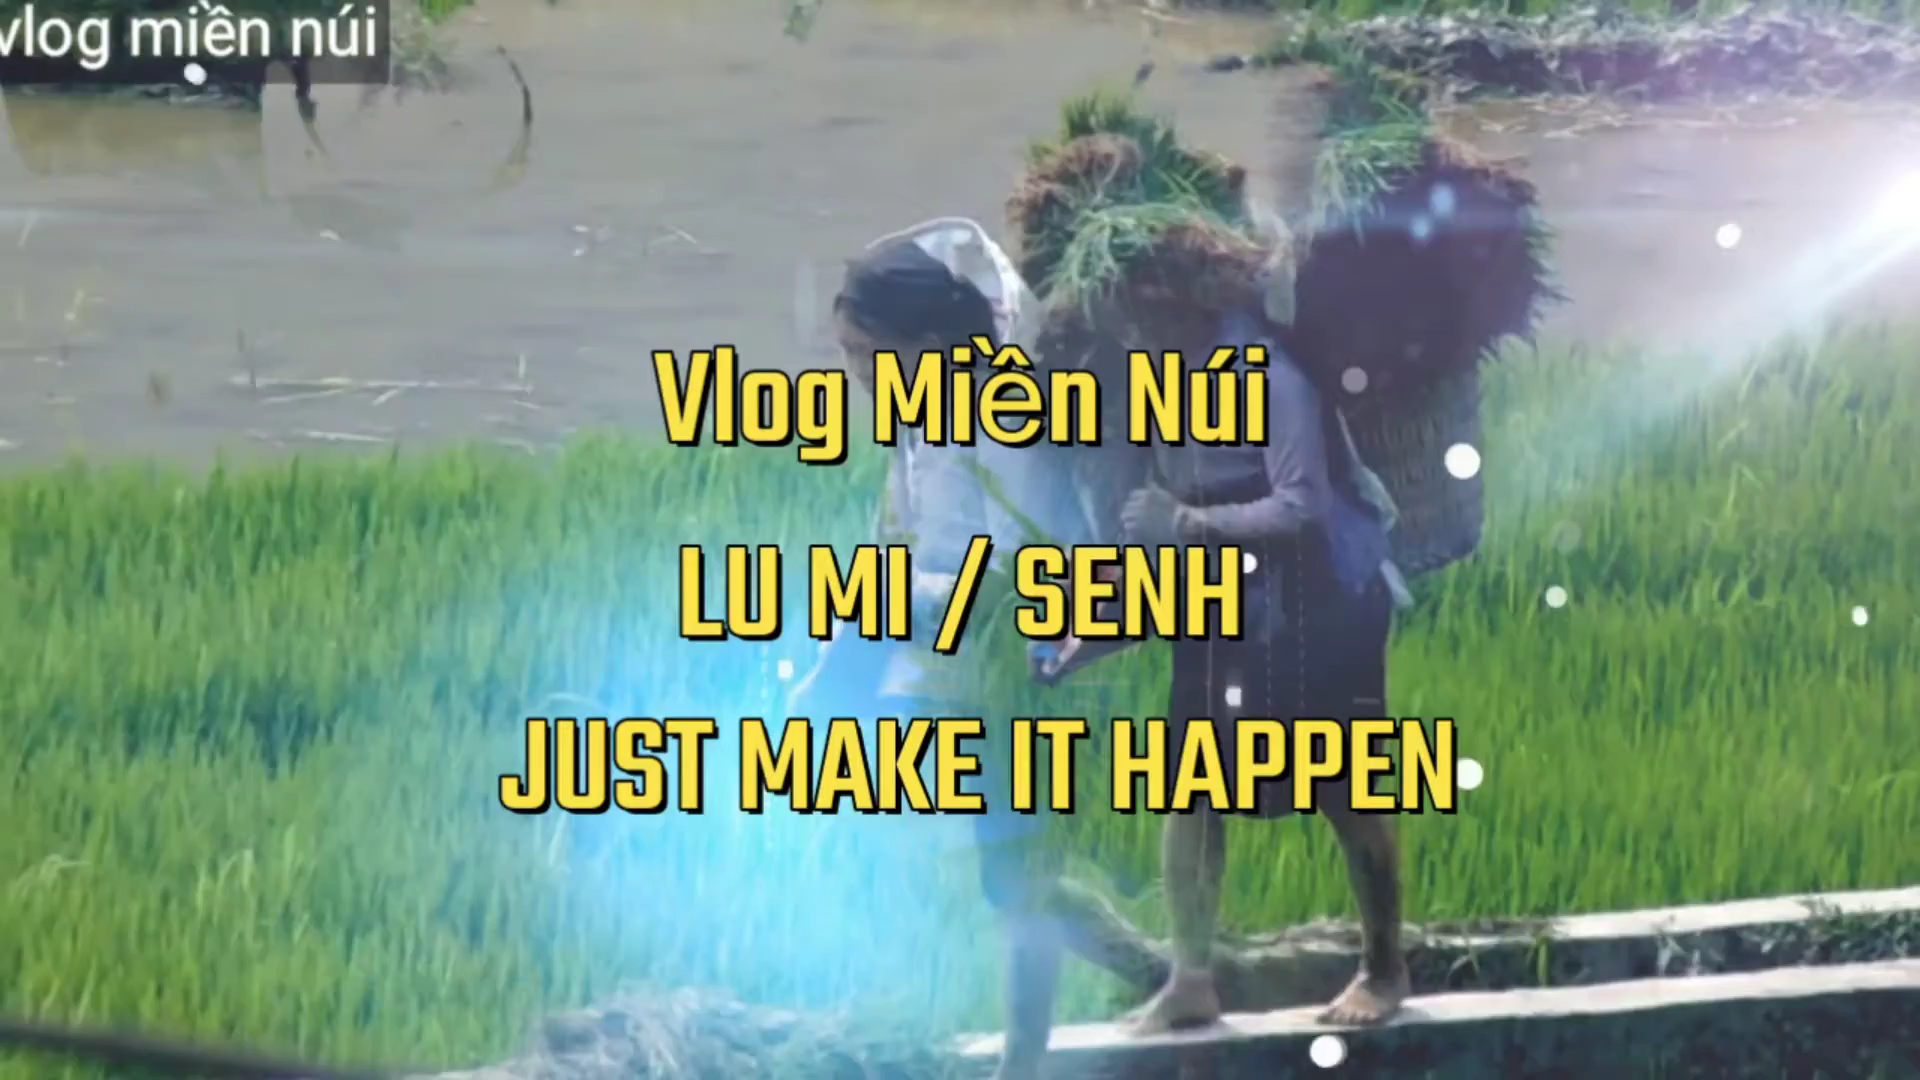 vlog miền núi
Vlog Miền Núi
LU MI / SENH
JUST MAKE IT HAPPEN